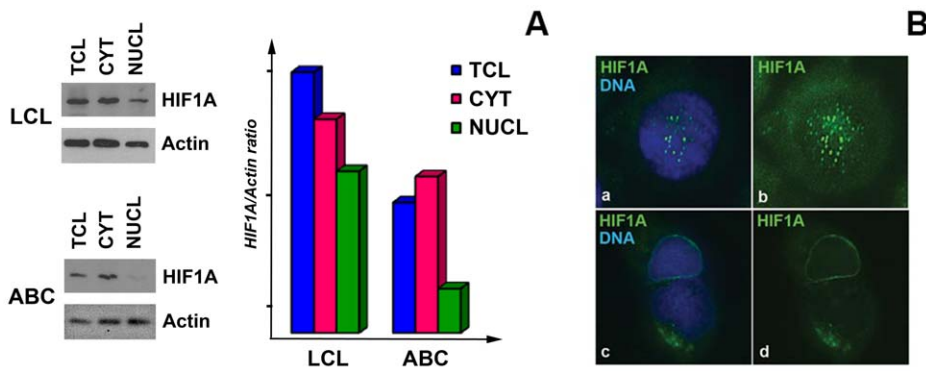 A
TCL CYT NUCL
LCL
HIF1A
Actin
TCL CYT NUCL
ABC
HIF1A
Actin
HIF1A/Actin ratio
TCL
CYT
NUCL
LCL ABC
B
HIF1A
DNA
a
HIF1A
b
HIF1A
DNA
c
HIF1A
d